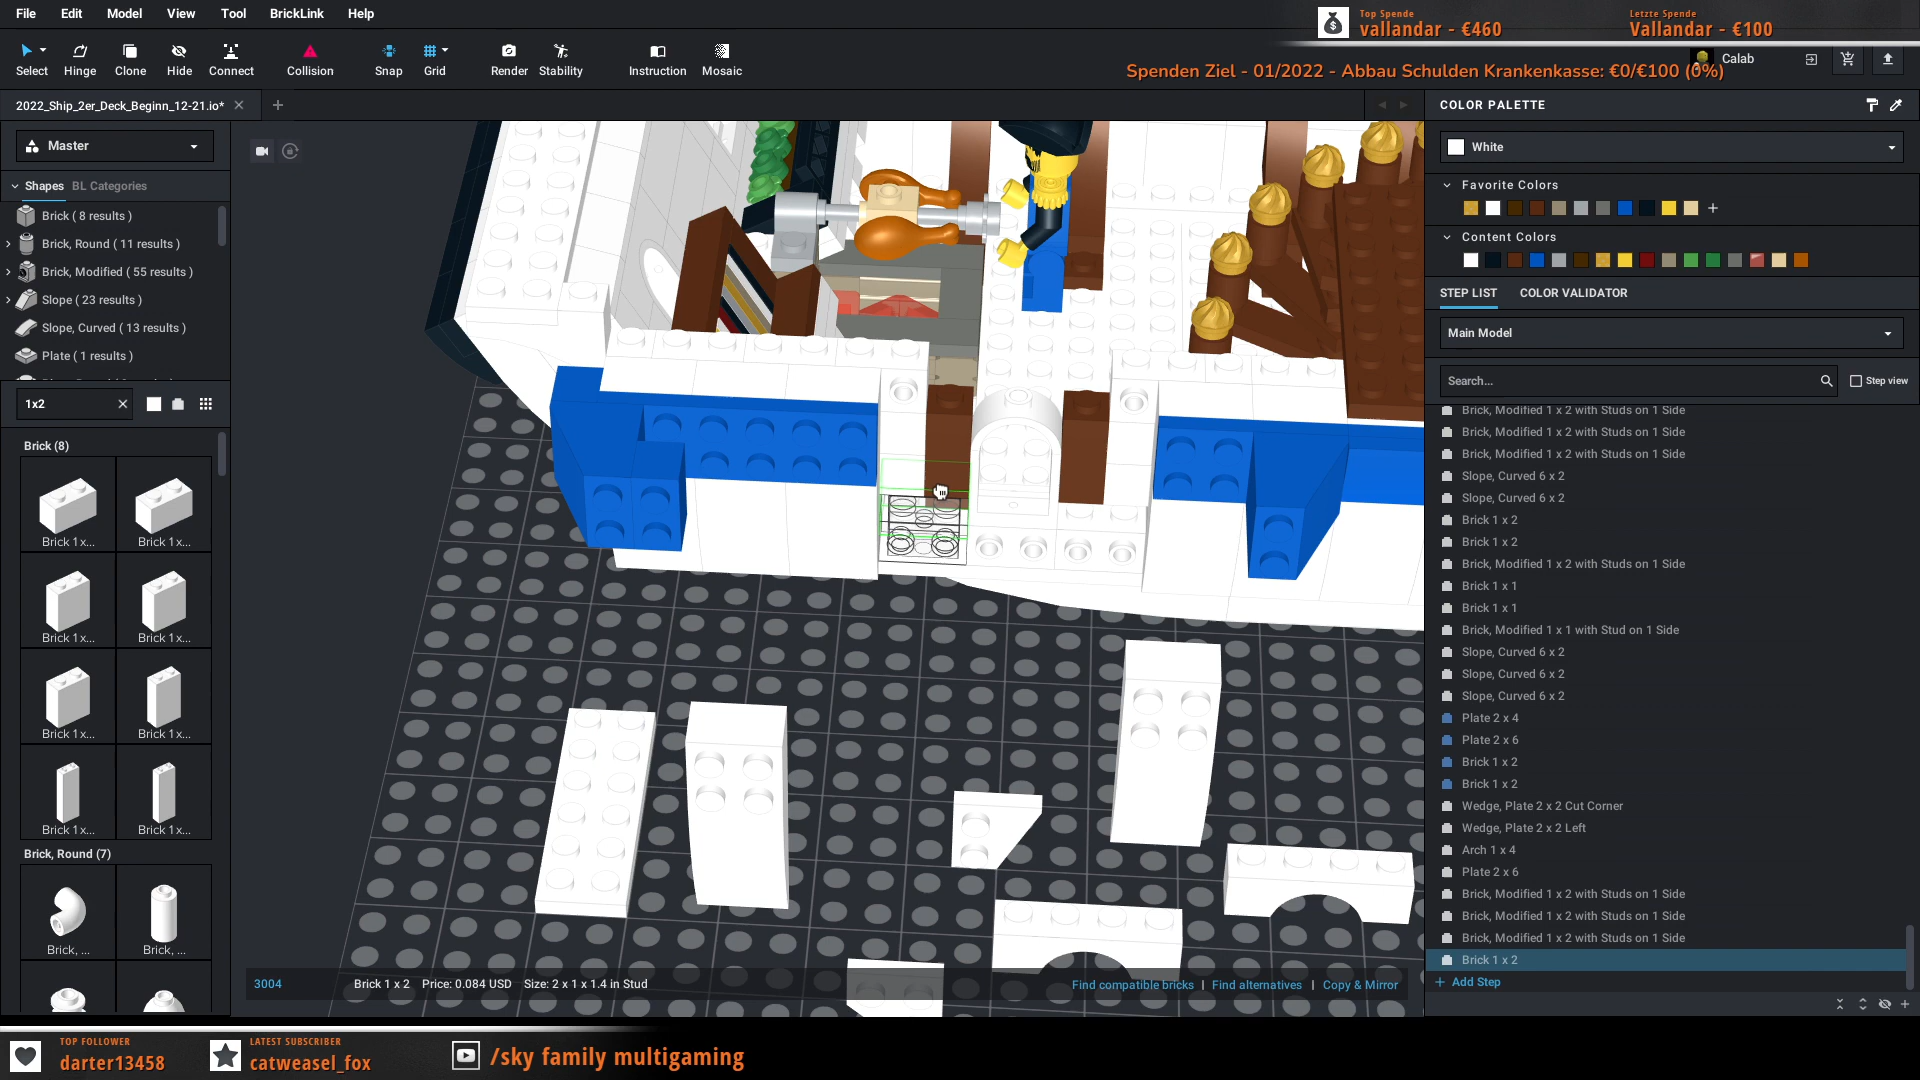 File Edit Model View Tool BrickLink Help
Top Spende
vallandar - €460
Letzte Spende
Vallandar - €100
Select Hinge Clone Hide Connect Collision Snap Grid Render Stability Instruction Mosaic
Calab
Spenden Ziel - 01/2022 - Abbau Schulden Krankenkasse: €0/€100 (0%)
2022_Ship_2er_Deck_Beginn_12-21.io*
Master
Shapes BL Categories
Brick ( 8 results )
Brick, Round ( 11 results )
Brick, Modified ( 55 results )
Slope ( 23 results )
Slope, Curved ( 13 results )
Plate ( 1 results )
1x2
Brick (8)
Brick 1x... Brick 1x...
Brick 1x... Brick 1x...
Brick 1x... Brick 1x...
Brick 1x... Brick 1x...
Brick, Round (7)
Brick, ... Brick, ...
3004 Brick 1 x 2 Price: 0.084 USD Size: 2 x 1 x 1.4 in Stud
Find compatible bricks | Find alternatives | Copy & Mirror
COLOR PALETTE
White
Favorite Colors
Content Colors
STEP LIST COLOR VALIDATOR
Main Model
Search...
Step view
Brick, Modified 1 x 2 with Studs on 1 Side
Brick, Modified 1 x 2 with Studs on 1 Side
Brick, Modified 1 x 2 with Studs on 1 Side
Slope, Curved 6 x 2
Slope, Curved 6 x 2
Brick 1 x 2
Brick 1 x 2
Brick, Modified 1 x 2 with Studs on 1 Side
Brick 1 x 1
Brick 1 x 1
Brick, Modified 1 x 1 with Stud on 1 Side
Slope, Curved 6 x 2
Slope, Curved 6 x 2
Slope, Curved 6 x 2
Plate 2 x 4
Plate 2 x 6
Brick 1 x 2
Brick 1 x 2
Wedge, Plate 2 x 2 Cut Corner
Wedge, Plate 2 x 2 Left
Arch 1 x 4
Plate 2 x 6
Brick, Modified 1 x 2 with Studs on 1 Side
Brick, Modified 1 x 2 with Studs on 1 Side
Brick, Modified 1 x 2 with Studs on 1 Side
Brick 1 x 2
+ Add Step
TOP FOLLOWER
darter13458
LATEST SUBSCRIBER
catweasel_fox
/sky family multigaming